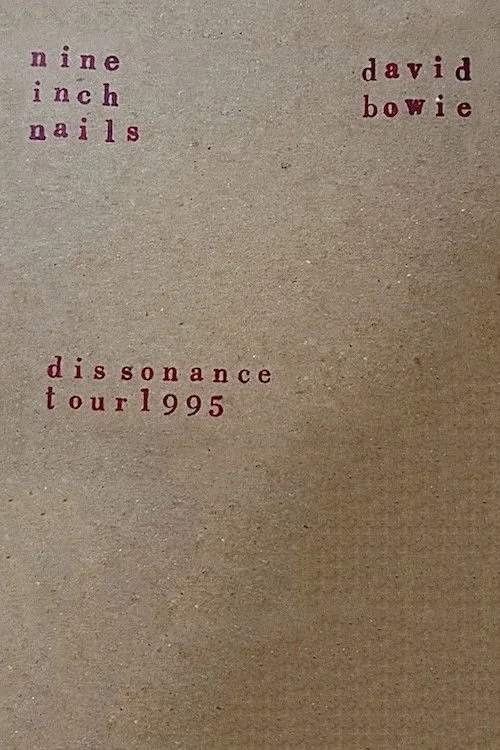 nine
inch
nails
david
bowie
dissonance
tour1995